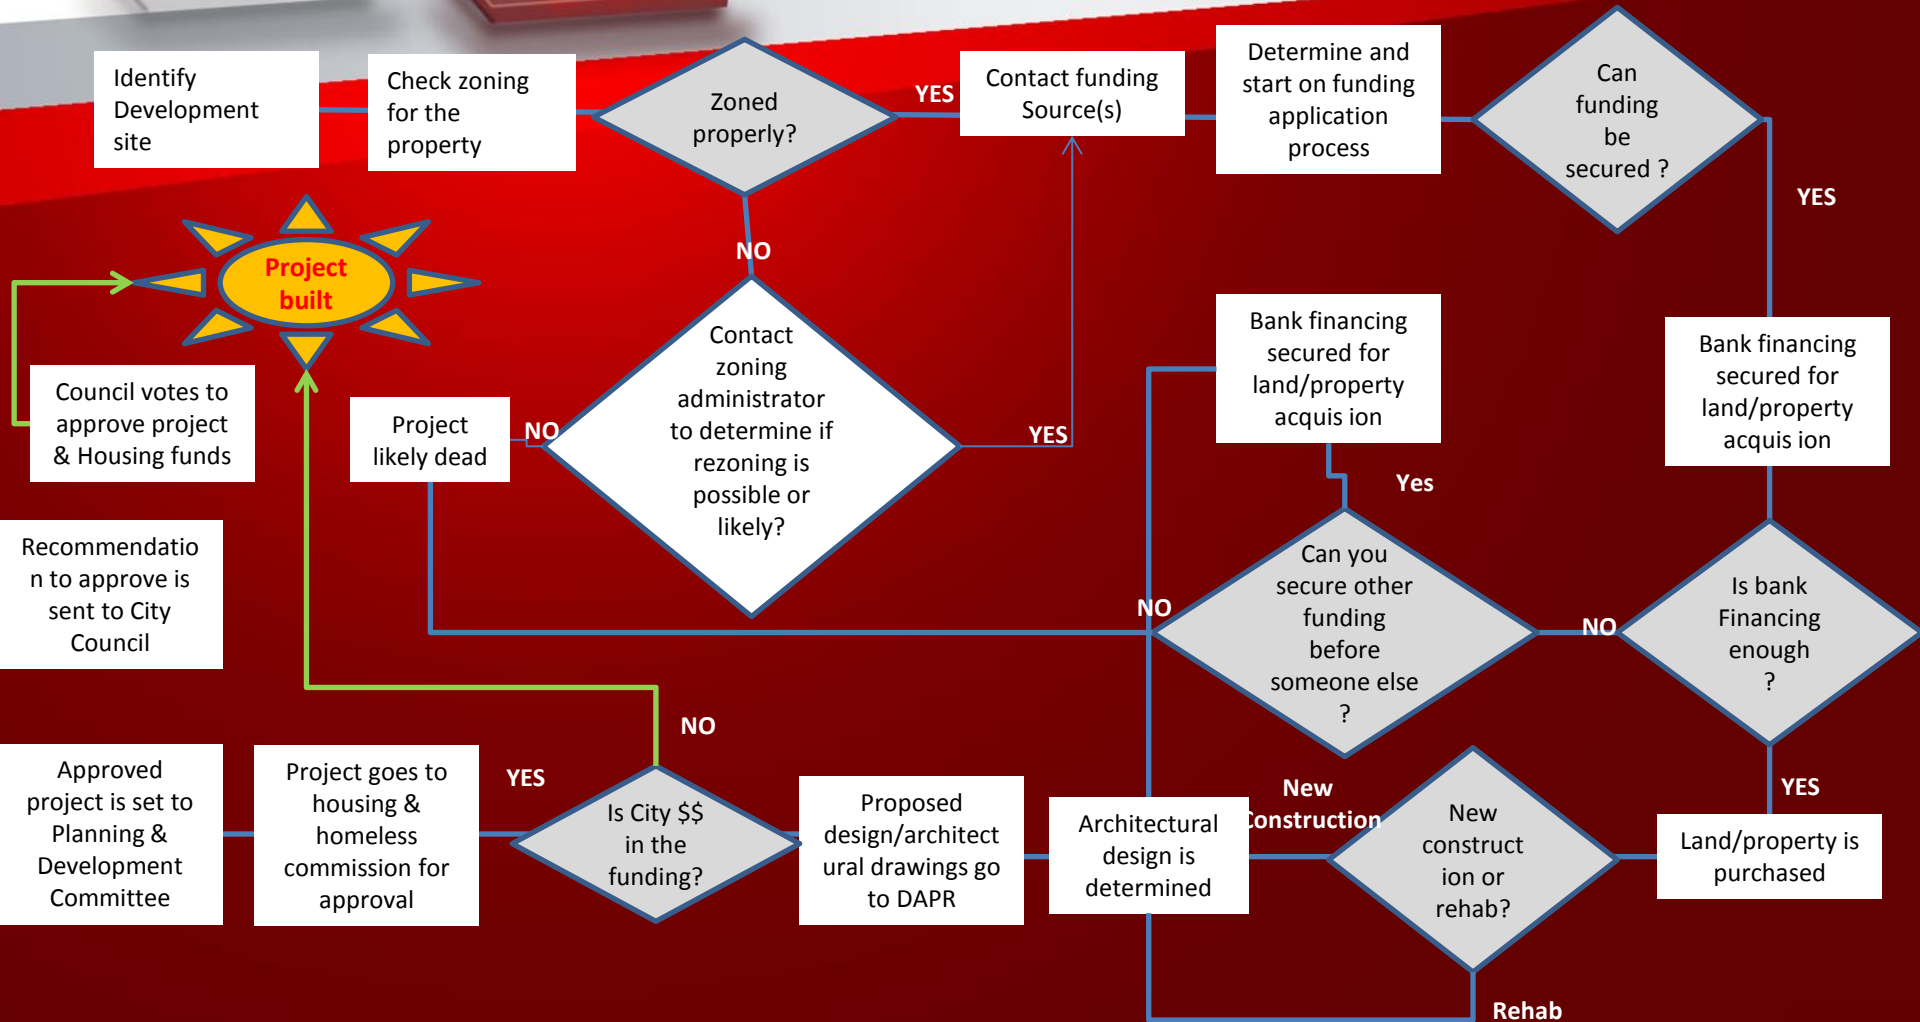 Identify
Development
site
Check zoning
for the
property
Zoned
properly?
YES
Contact funding
Source(s)
Determine and
start on funding
application
process
Can
funding
be
secured ?
YES
NO
Project
built
Contact
zoning
administrator
to determine if
rezoning is
possible or
likely?
NO
YES
Project
likely dead
Council votes to
approve project
& Housing funds
Bank financing
secured for
land/property
acquis ion
Bank financing
secured for
land/property
acquis ion
Yes
Recommendatio
n to approve is
sent to City
Council
Can you
secure other
funding
before
someone else
?
NO
NO
Is bank
Financing
enough
?
YES
NO
Approved
project is set to
Planning &
Development
Committee
Project goes to
housing &
homeless
commission for
approval
YES
Is City $$
in the
funding?
Proposed
design/architect
ural drawings go
to DAPR
Architectural
design is
determined
New
Construction
New
construct
ion or
rehab?
Land/property is
purchased
Rehab